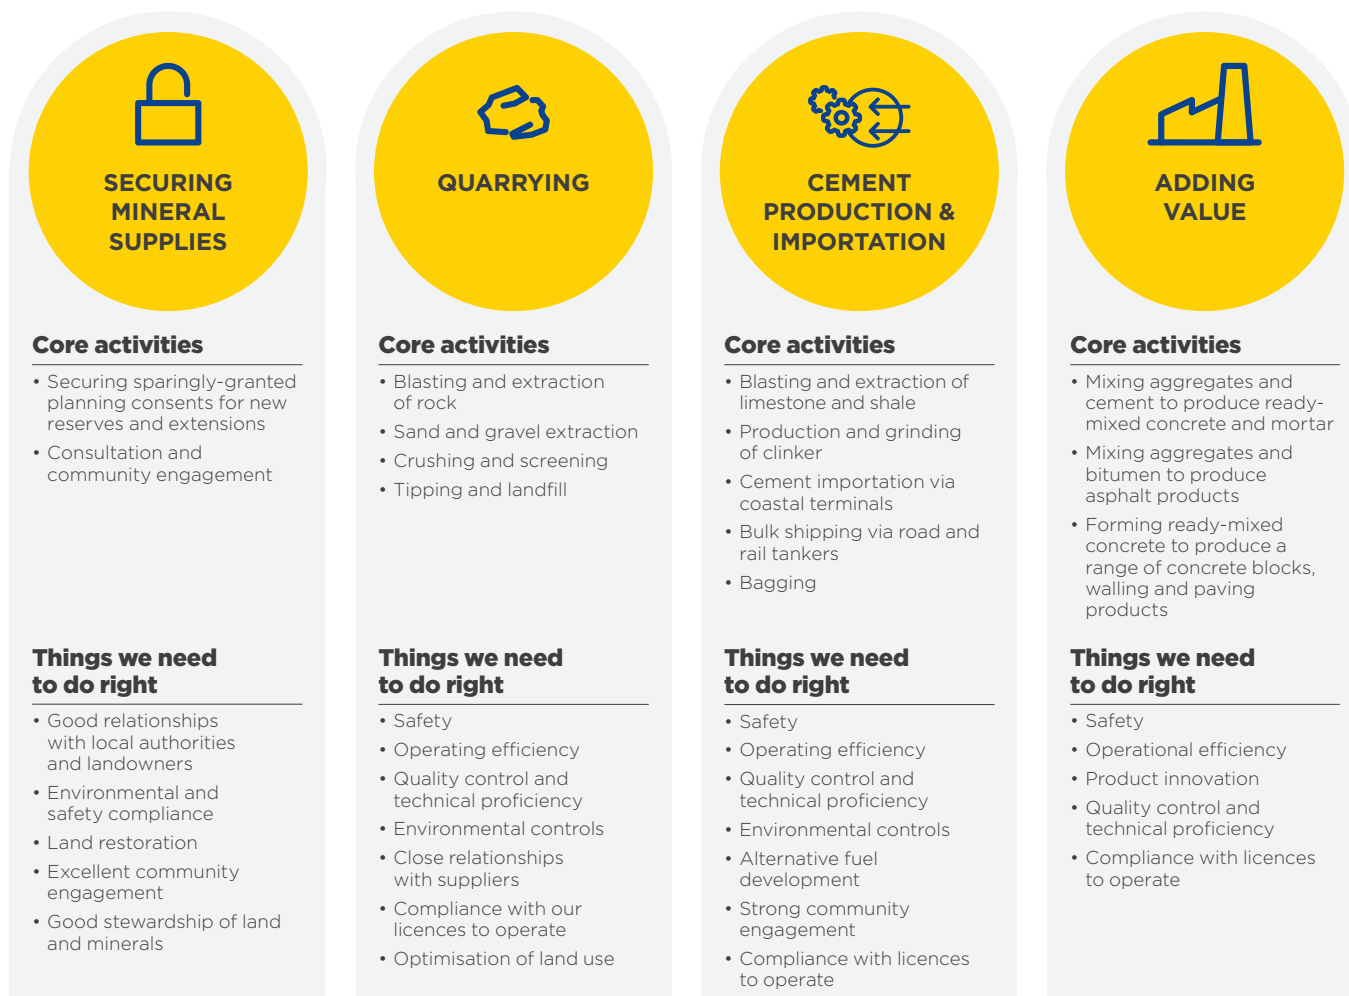 SECURING
MINERAL
SUPPLIES
Core activities
• Securing sparingly-granted
planning consents for new
reserves and extensions
• Consultation and
community engagement
Things we need
to do right
• Good relationships
with local authorities
and landowners
• Environmental and
safety compliance
• Land restoration
• Excellent community
engagement
• Good stewardship of land
and minerals
QUARRYING
Core activities
• Blasting and extraction
of rock
• Sand and gravel extraction
• Crushing and screening
• Tipping and landfill
Things we need
to do right
• Safety
• Operating efficiency
• Quality control and
technical proficiency
• Environmental controls
• Close relationships
with suppliers
• Compliance with our
licences to operate
• Optimisation of land use
CEMENT
PRODUCTION &
IMPORTATION
Core activities
• Blasting and extraction of
limestone and shale
• Production and grinding
of clinker
• Cement importation via
coastal terminals
• Bulk shipping via road and
rail tankers
• Bagging
Things we need
to do right
• Safety
• Operating efficiency
• Quality control and
technical proficiency
• Environmental controls
• Alternative fuel
development
• Strong community
engagement
• Compliance with licences
to operate
ADDING
VALUE
Core activities
• Mixing aggregates and
cement to produce ready-
mixed concrete and mortar
• Mixing aggregates and
bitumen to produce
asphalt products
• Forming ready-mixed
concrete to produce a
range of concrete blocks,
walling and paving
products
Things we need
to do right
• Safety
• Operational efficiency
• Product innovation
• Quality control and
technical proficiency
• Compliance with licences
to operate